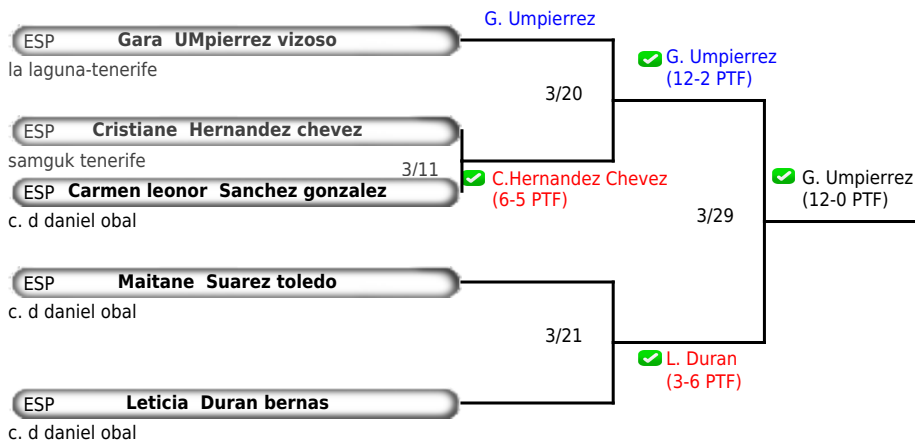 G. Umpierrez
ESP Gara UMpierrez vizoso
la laguna-tenerife
G. Umpierrez
(12-2 PTF)
3/20
ESP Cristiane Hernandez chevez
samguk tenerife
3/11
C.Hernandez Chevez
(6-5 PTF)
ESP Carmen leonor Sanchez gonzalez
c. d daniel obal
G. Umpierrez
(12-0 PTF)
3/29
ESP Maitane Suarez toledo
c. d daniel obal
3/21
L. Duran
(3-6 PTF)
ESP Leticia Duran bernas
c. d daniel obal